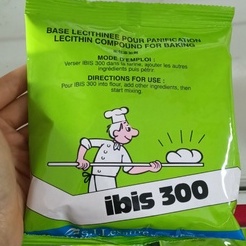 BASE LECITHINEE POUR PANIFICATION
LECITHIN COMPOUND FOR BAKING
MODE D'EMPLOI :
Verser IBIS 300 dans la farine, ajouter les autres
ingrédients puis pétrir.
DIRECTIONS FOR USE :
Pour IBIS 300 into flour, add other ingredients, then
start mixing.
ibis 300